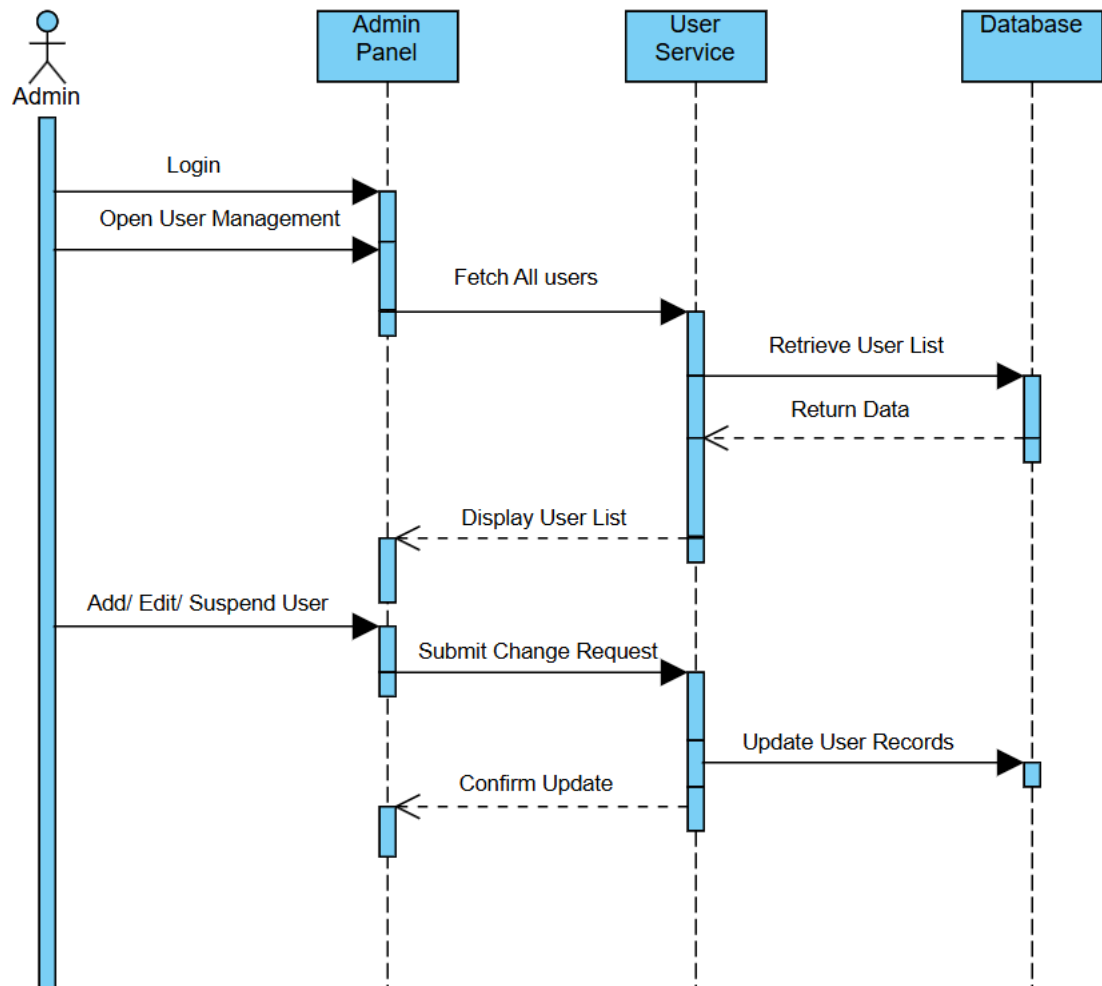 Admin
Admin
Panel
User
Service
Database
Login
Open User Management
Fetch All users
Retrieve User List
Return Data
Display User List
Add/ Edit/ Suspend User
Submit Change Request
Update User Records
Confirm Update